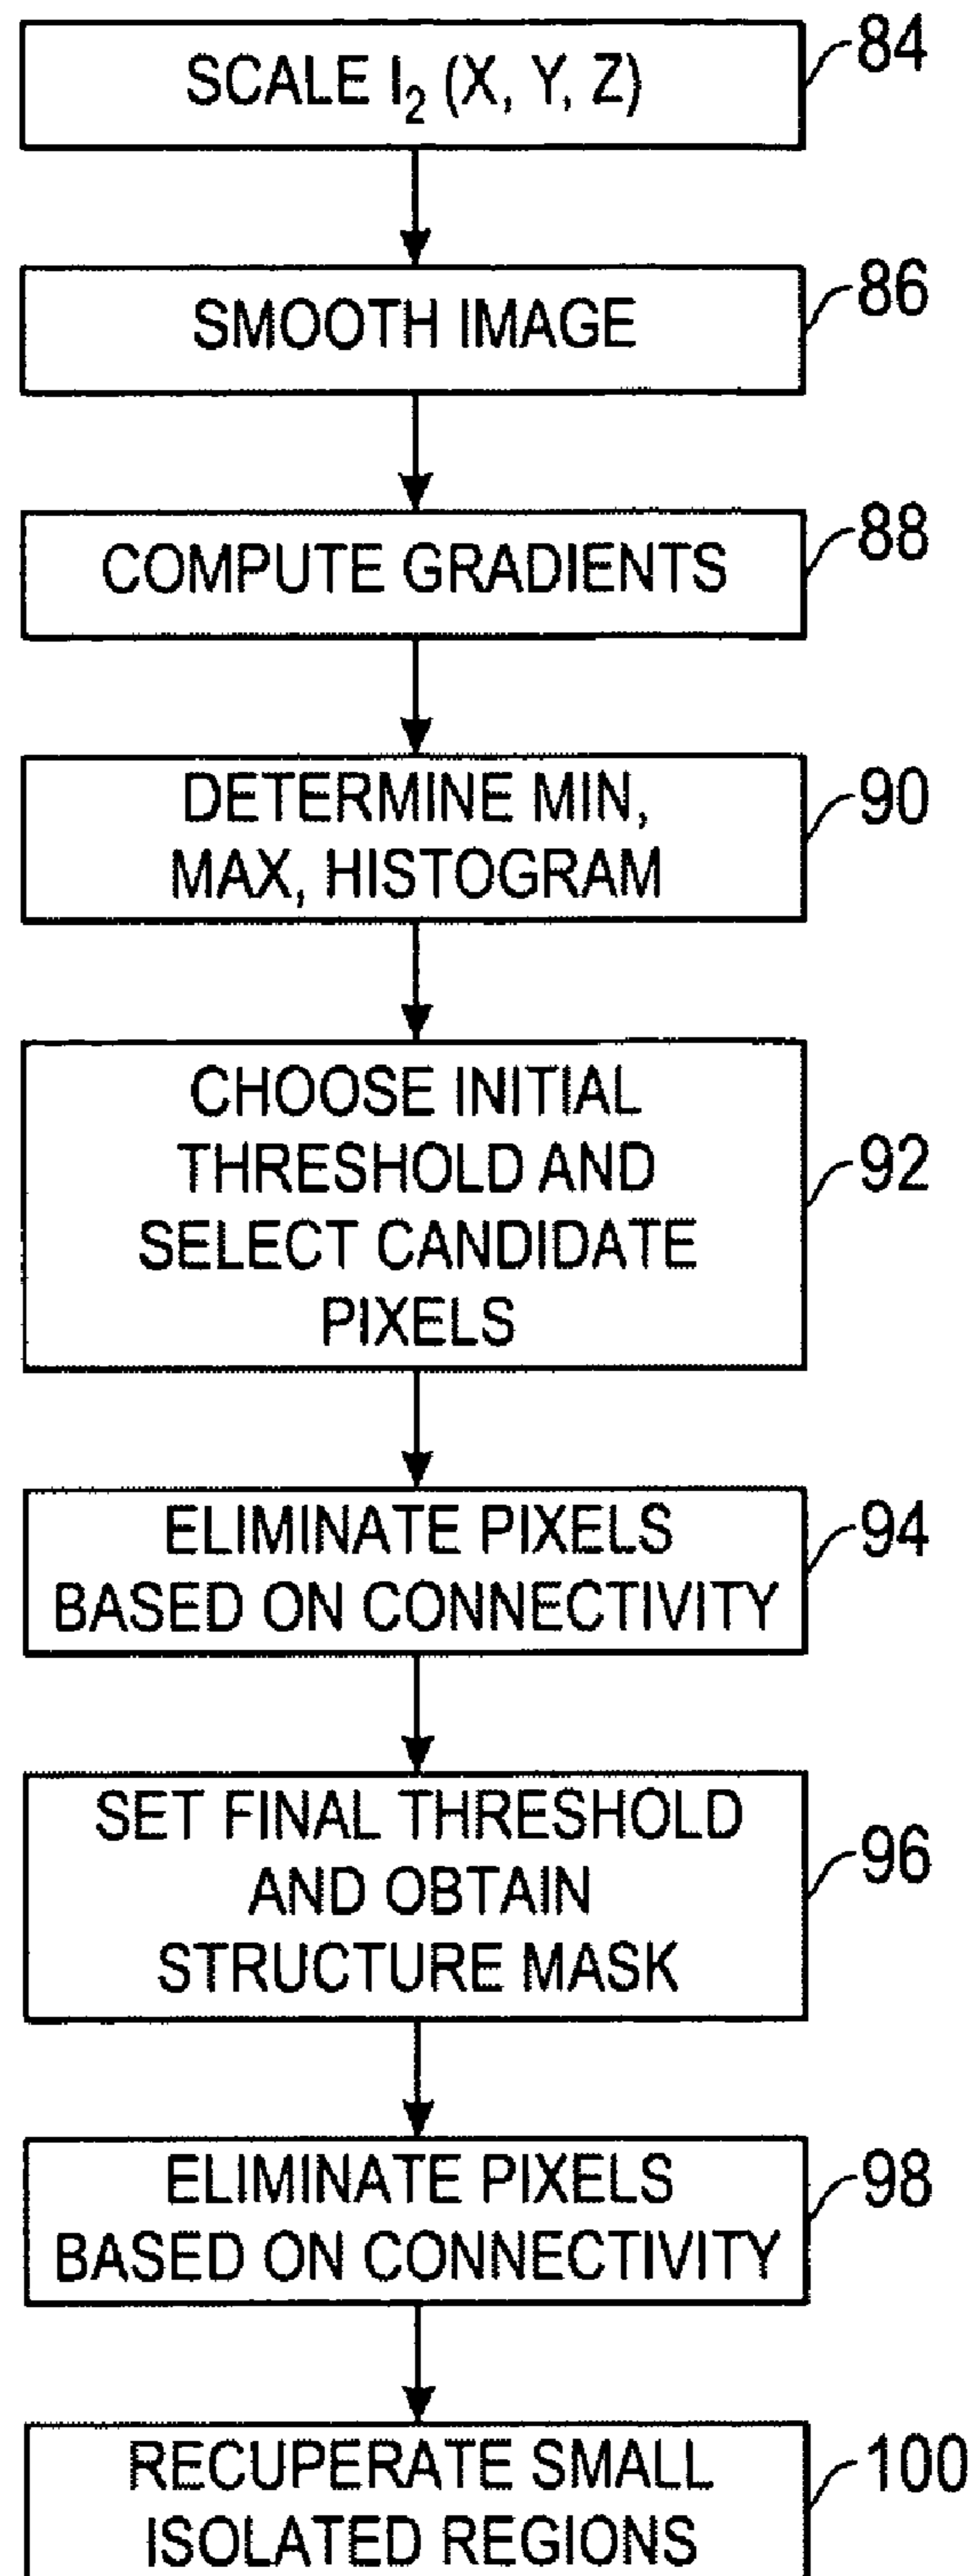 SCALE I₂ (X, Y, Z)
84
SMOOTH IMAGE
86
COMPUTE GRADIENTS
88
DETERMINE MIN,
MAX, HISTOGRAM
90
CHOOSE INITIAL
THRESHOLD AND
SELECT CANDIDATE
PIXELS
92
ELIMINATE PIXELS
BASED ON CONNECTIVITY
94
SET FINAL THRESHOLD
AND OBTAIN
STRUCTURE MASK
96
ELIMINATE PIXELS
BASED ON CONNECTIVITY
98
RECUPERATE SMALL
ISOLATED REGIONS
100